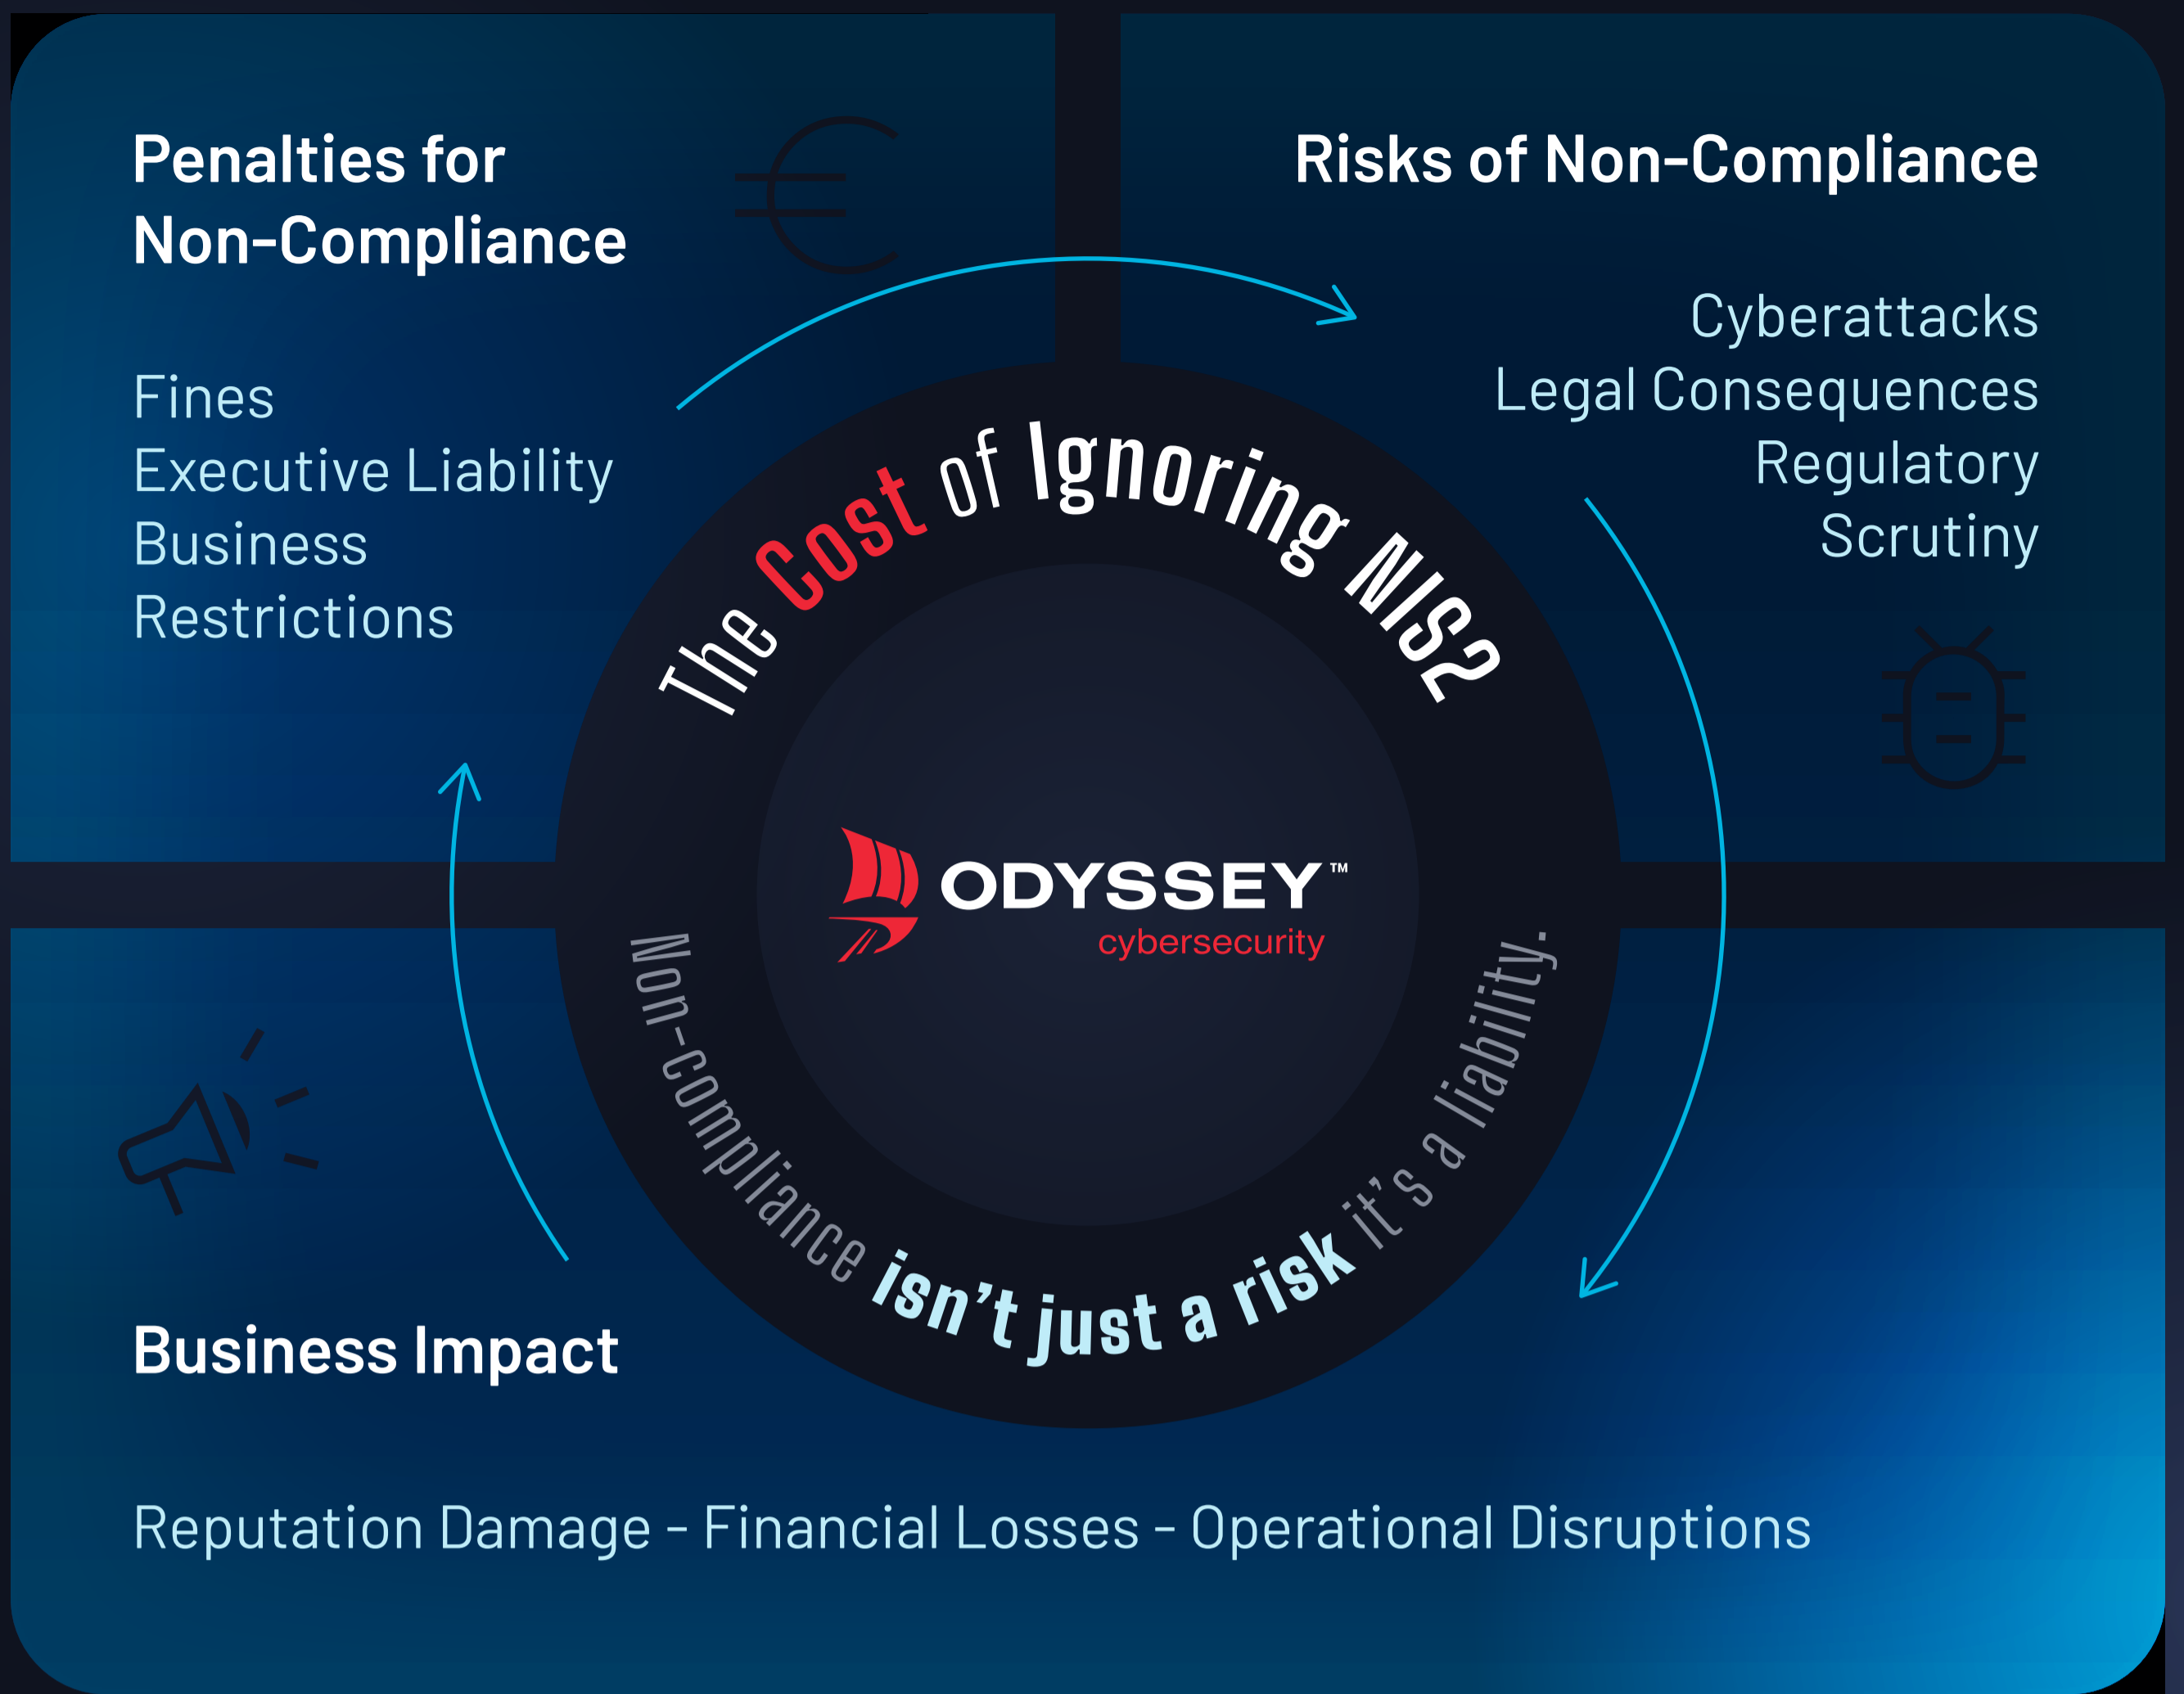 Penalties for
Non-Compliance
Fines
Executive Liability
Business
Restrictions
Risks of Non-Compliance
Cyberattacks
Legal Consequences
Regulatory
Scrutiny
The Cost of Ignoring NIS2
ODYSSEY™
cybersecurity
Non-compliance isn't just a risk it's a liability.
Business Impact
Reputation Damage - Financial Losses - Operational Disruptions